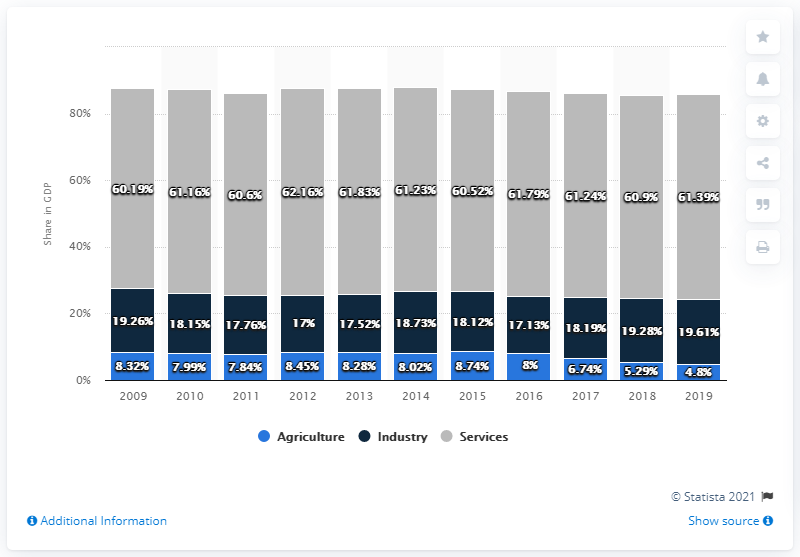 80%
60%
40%
20%
0%
Share in GDP
60.19% 61.16% 60.6% 62.16% 61.83% 61.23% 60.52% 61.79% 61.24% 60.9% 61.39%
19.26% 18.15% 17.76% 17% 17.52% 18.73% 18.12% 17.13% 18.19% 19.28% 19.61%
8.32% 7.99% 7.84% 8.45% 8.28% 8.02% 8.74% 8% 6.74% 5.29% 4.8%
2009 2010 2011 2012 2013 2014 2015 2016 2017 2018 2019
Agriculture Industry Services
© Statista 2021
Additional Information
Show source